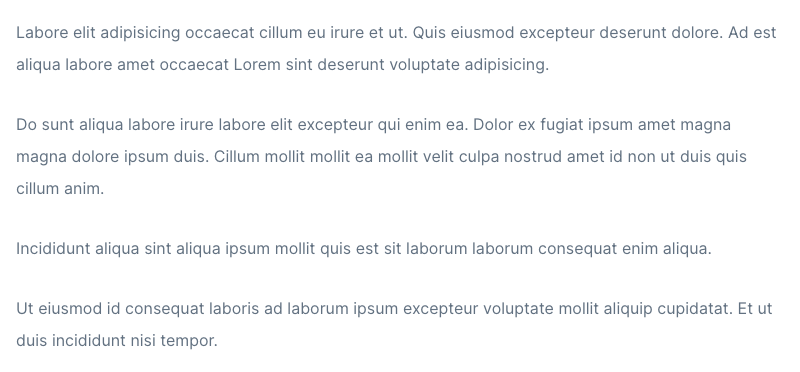 Labore elit adipisicing occaecat cillum eu irure et ut. Quis eiusmod excepteur deserunt dolore. Ad est
aliqua labore amet occaecat Lorem sint deserunt voluptate adipisicing.
Do sunt aliqua labore irure labore elit excepteur qui enim ea. Dolor ex fugiat ipsum amet magna
magna dolore ipsum duis. Cillum mollit mollit ea mollit velit culpa nostrud amet id non ut duis quis
cillum anim.
Incididunt aliqua sint aliqua ipsum mollit quis est sit laborum laborum consequat enim aliqua.
Ut eiusmod id consequat laboris ad laborum ipsum excepteur voluptate mollit aliquip cupidatat. Et ut
duis incididunt nisi tempor.